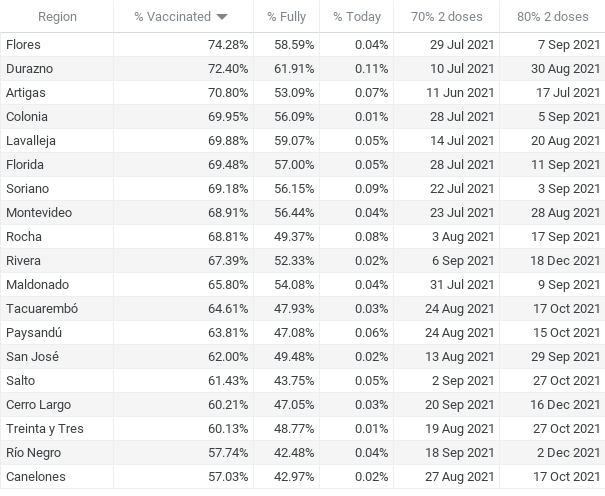 Region % Vaccinated % Fully % Today 70% 2 doses 80% 2 doses
Flores 74.28% 58.59% 0.04% 29 Jul 2021 7 Sep 2021
Durazno 72.40% 61.91% 0.11% 10 Jul 2021 30 Aug 2021
Artigas 70.80% 53.09% 0.07% 11 Jun 2021 17 Jul 2021
Colonia 69.95% 56.09% 0.01% 28 Jul 2021 5 Sep 2021
Lavalleja 69.88% 59.07% 0.05% 14 Jul 2021 20 Aug 2021
Florida 69.48% 57.00% 0.05% 28 Jul 2021 11 Sep 2021
Soriano 69.18% 56.15% 0.09% 22 Jul 2021 3 Sep 2021
Montevideo 68.91% 56.44% 0.04% 23 Jul 2021 28 Aug 2021
Rocha 68.81% 49.37% 0.08% 3 Aug 2021 17 Sep 2021
Rivera 67.39% 52.33% 0.02% 6 Sep 2021 18 Dec 2021
Maldonado 65.80% 54.08% 0.04% 31 Jul 2021 9 Sep 2021
Tacuarembó 64.61% 47.93% 0.03% 24 Aug 2021 17 Oct 2021
Paysandú 63.81% 47.08% 0.06% 24 Aug 2021 15 Oct 2021
San José 62.00% 49.48% 0.02% 13 Aug 2021 29 Sep 2021
Salto 61.43% 43.75% 0.05% 2 Sep 2021 27 Oct 2021
Cerro Largo 60.21% 47.05% 0.03% 20 Sep 2021 16 Dec 2021
Treinta y Tres 60.13% 48.77% 0.01% 19 Aug 2021 27 Oct 2021
Río Negro 57.74% 42.48% 0.04% 18 Sep 2021 2 Dec 2021
Canelones 57.03% 42.97% 0.02% 27 Aug 2021 17 Oct 2021